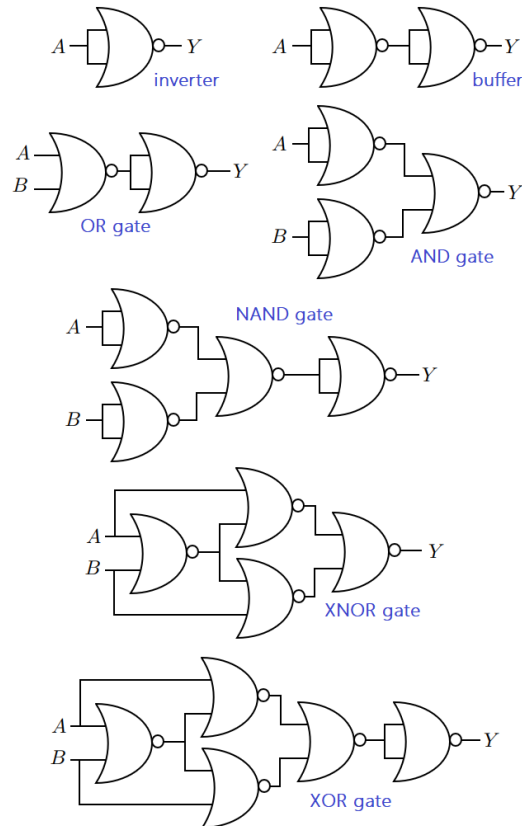 A Y A Y
inverter buffer
A
A Y
B
Y
OR gate
B
AND gate
NAND gate
A
Y
B
A
Y
B
XNOR gate
A
Y
B
XOR gate